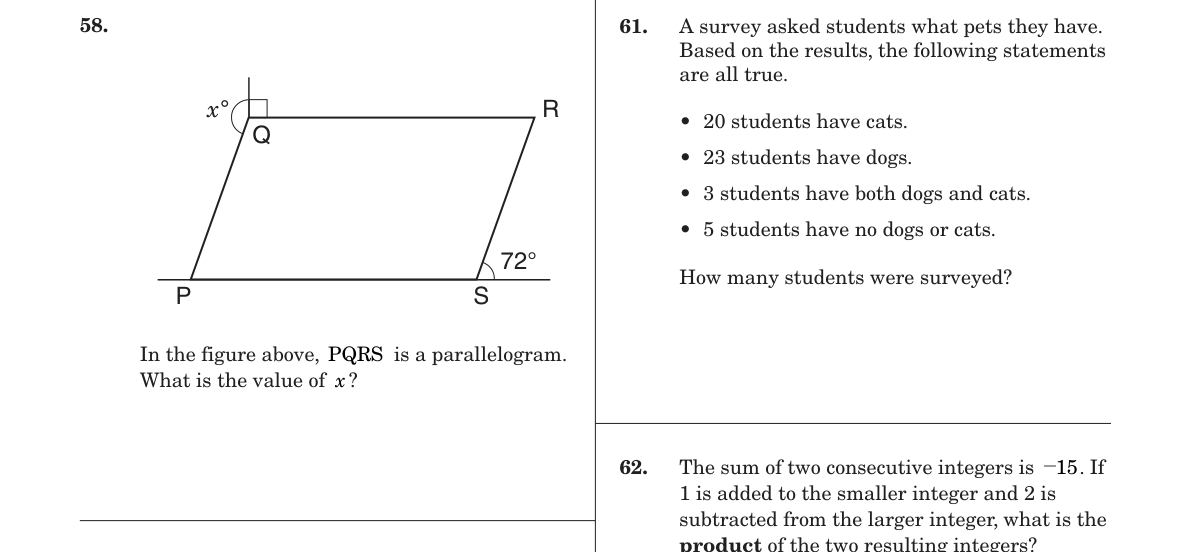 58.
x°
R
Q
72°
P
S
In the figure above, PQRS is a parallelogram.
What is the value of x?
61. A survey asked students what pets they have.
Based on the results, the following statements
are all true.
• 20 students have cats.
• 23 students have dogs.
• 3 students have both dogs and cats.
• 5 students have no dogs or cats.
How many students were surveyed?
62. The sum of two consecutive integers is −15. If
1 is added to the smaller integer and 2 is
subtracted from the larger integer, what is the
product of the two resulting integers?